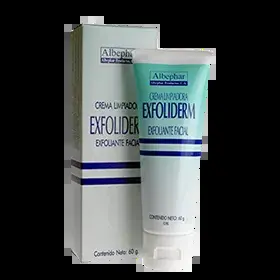 Albephar
CREMA LIMPIADORA
EXFOLIDERM
EXFOLIANTE FACIAL
Contenido Neto: 60 g.
Albephar
CREMA LIMPIADORA
EXFOLIDERM
EXFOLIANTE FACIAL
CONTENIDO NETO: 60 g